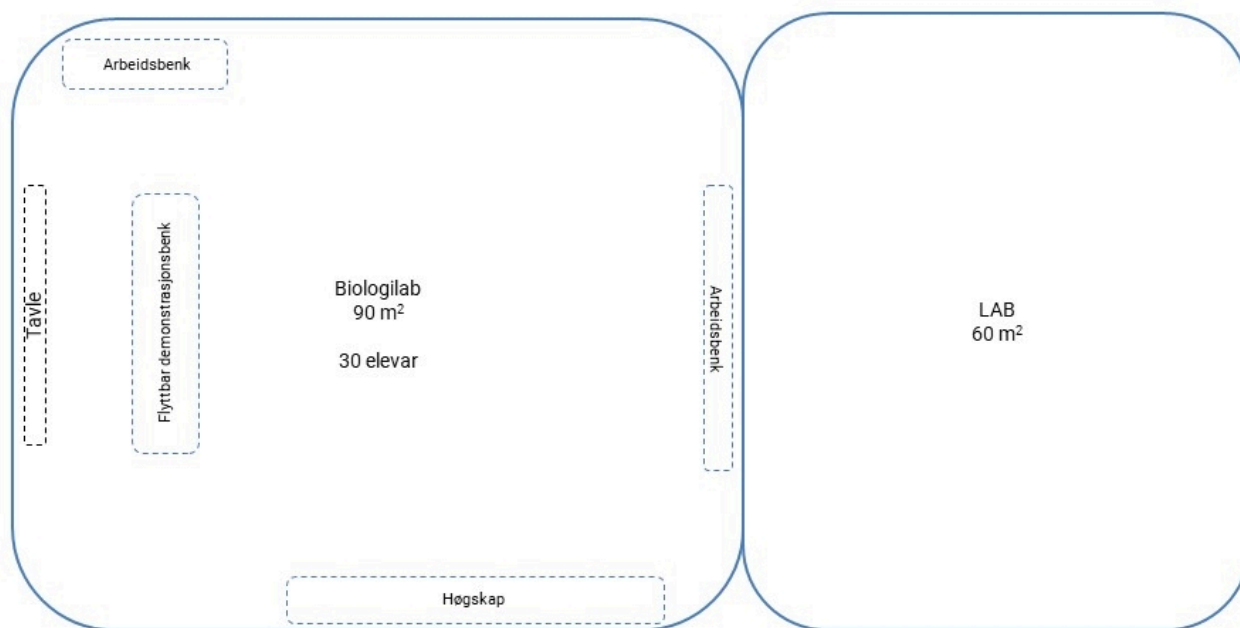 Arbeidsbenk
Tavle
Flyttbar demonstrasjonsbenk
Biologilab
90 m²
30 elevar
Arbeidsbenk
Høgskap
LAB
60 m²